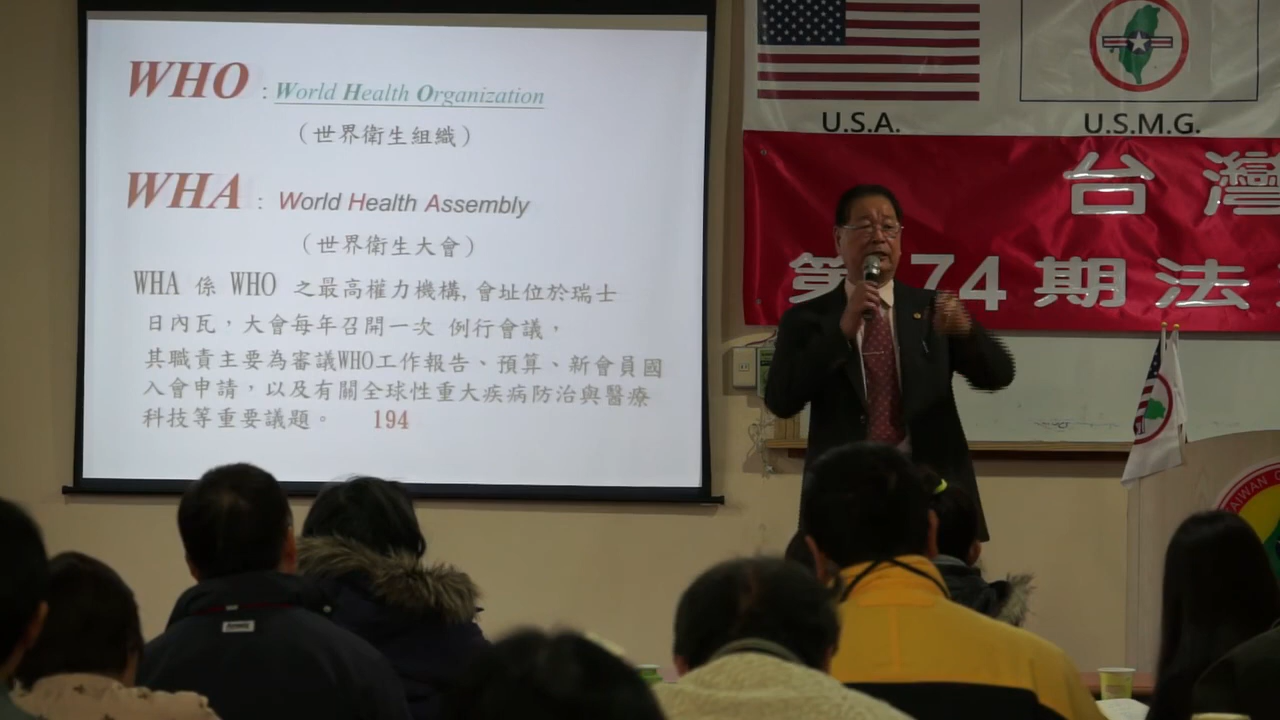 WHO : World Health Organization
(世界衛生組織)
WHA : World Health Assembly
(世界衛生大會)
WHA 係 WHO 之最高權力機構, 會址位於瑞士
日內瓦，大會每年召開一次 例行會議，
其職責主要為審議WHO工作報告、預算、新會員國
入會申請，以及有關全球性重大疾病防治與醫療
科技等重要議題。 194
U.S.A.
U.S.M.G.
台灣
第 74 期法
TAIWAN